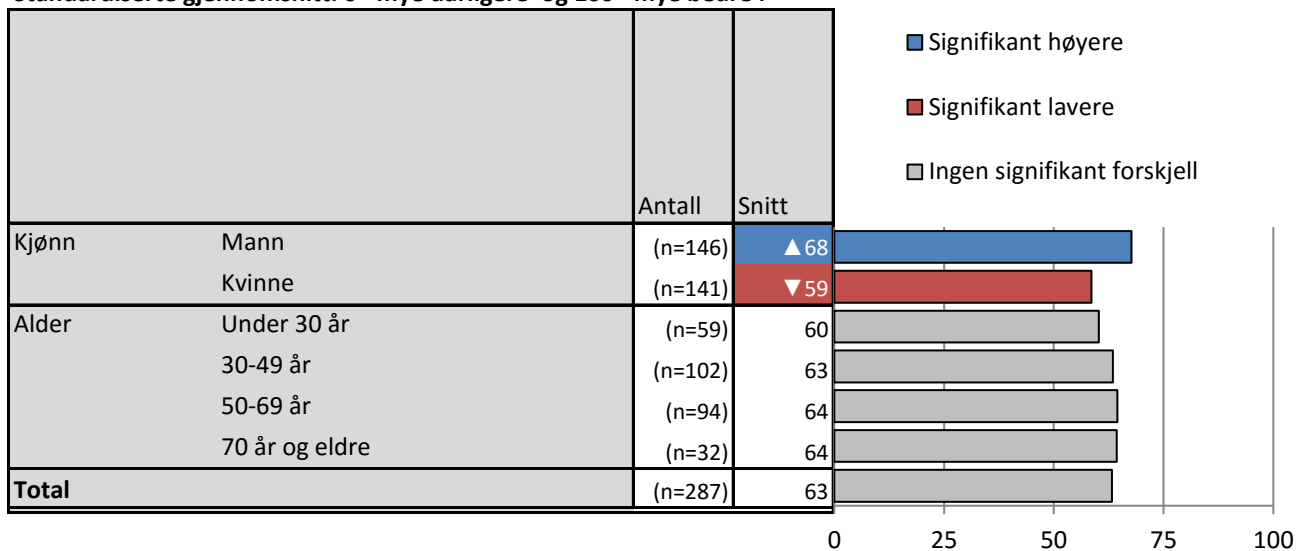 Signifikant høyere
Signifikant lavere
Ingen signifikant forskjell
Antall Snitt
Kjønn Mann (n=146) ▲68
Kvinne (n=141) ▼59
Alder Under 30 år (n=59) 60
30-49 år (n=102) 63
50-69 år (n=94) 64
70 år og eldre (n=32) 64
Total (n=287) 63
0 25 50 75 100